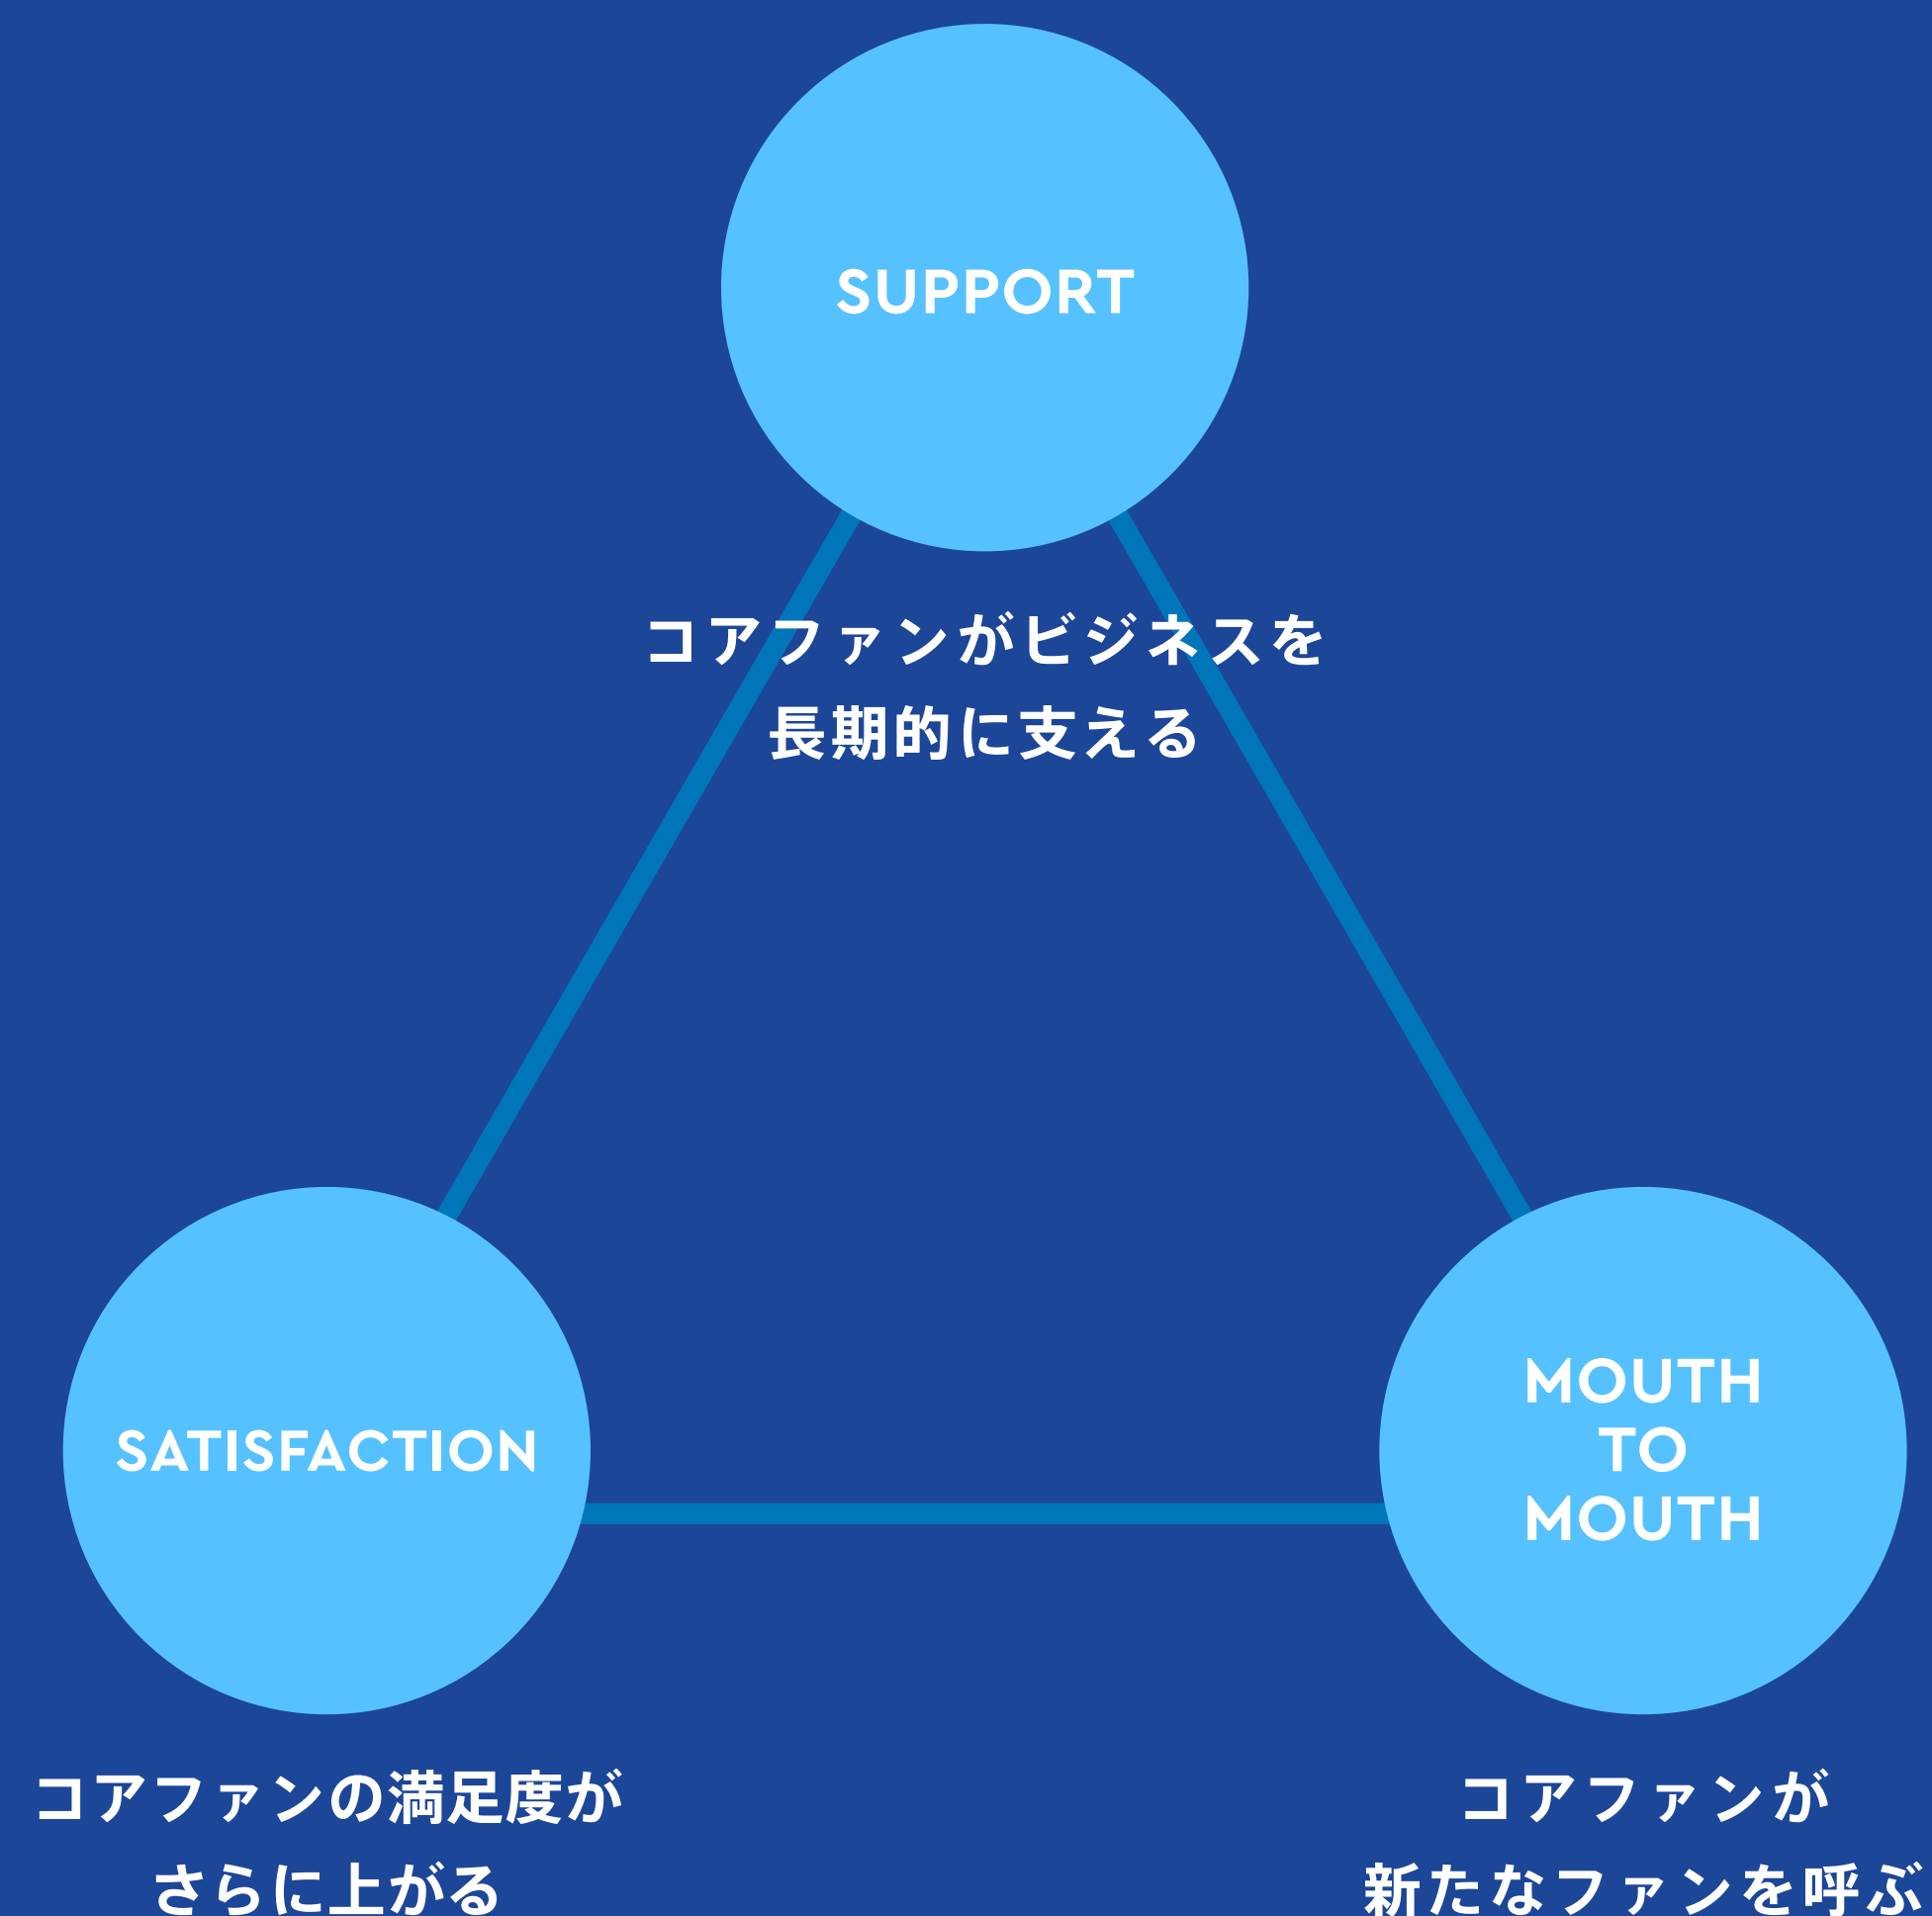 SUPPORT
コアファンがビジネスを
長期的に支える
SATISFACTION
コアファンの満足度が
さらに上がる
MOUTH
TO
MOUTH
コアファンが
新たなファンを呼ぶ